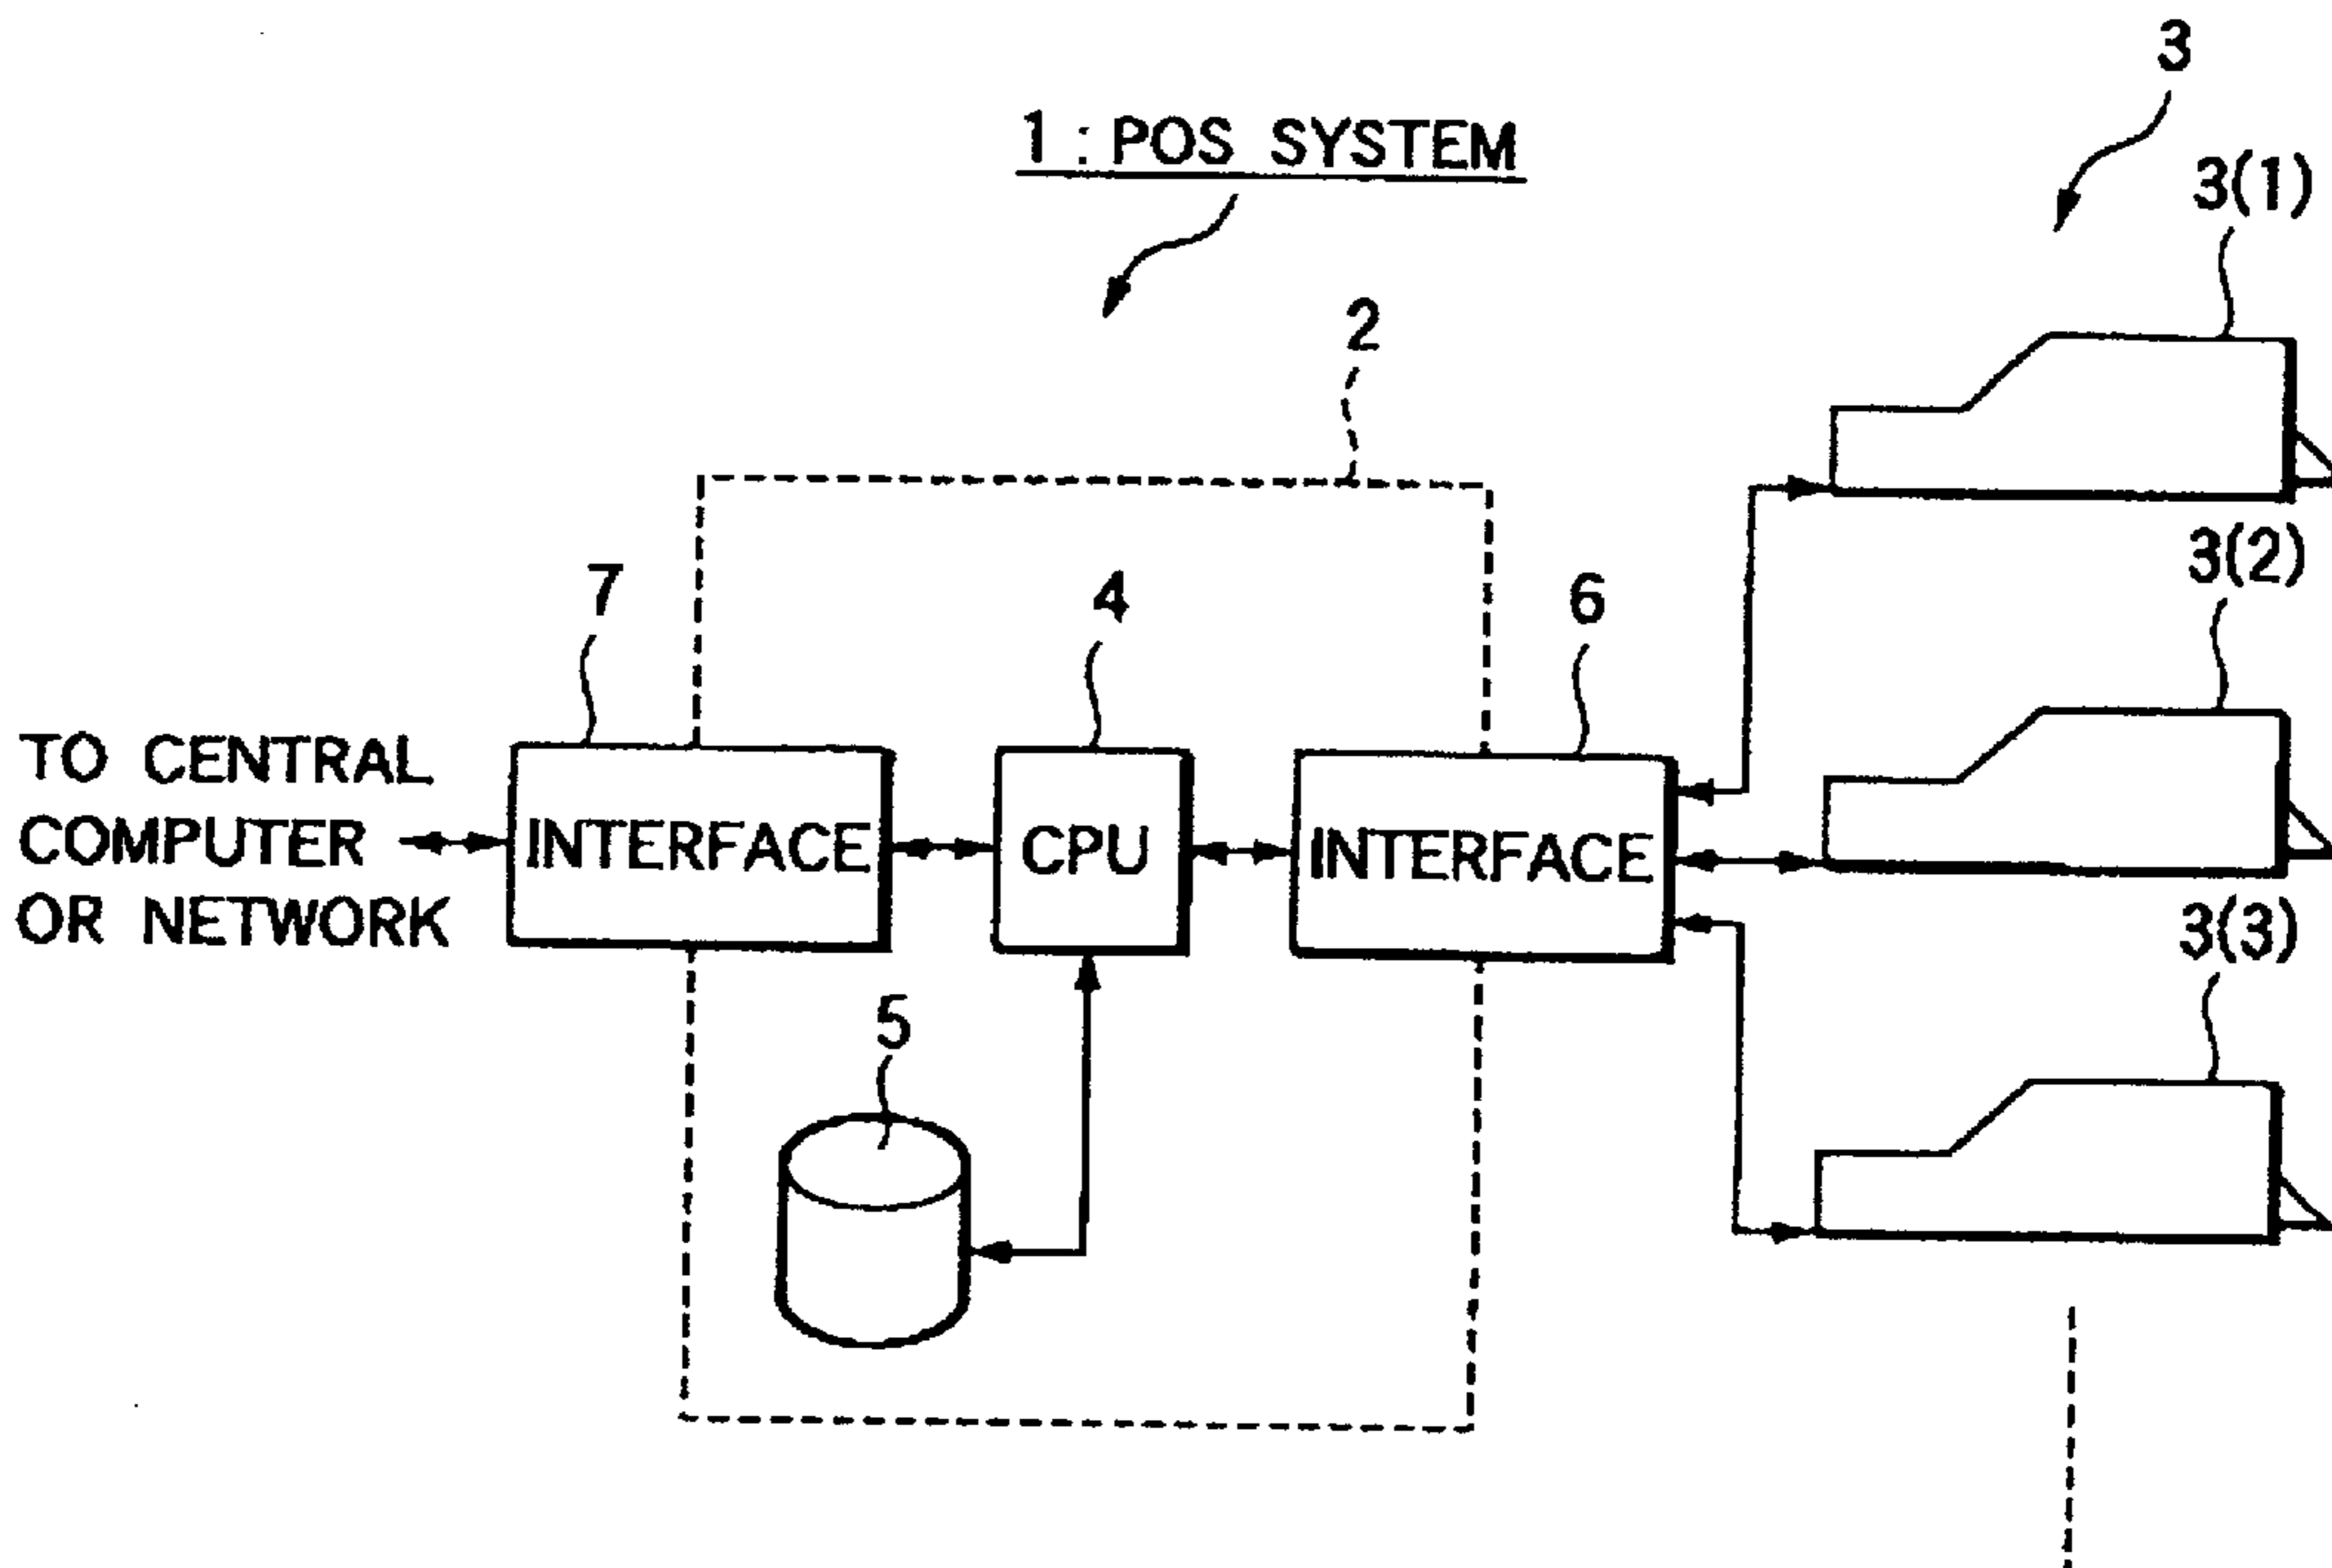 3
1 : POS SYSTEM
3(1)
2
3(2)
7
4
6
TO CENTRAL
COMPUTER
OR NETWORK
INTERFACE
CPU
INTERFACE
3(3)
5